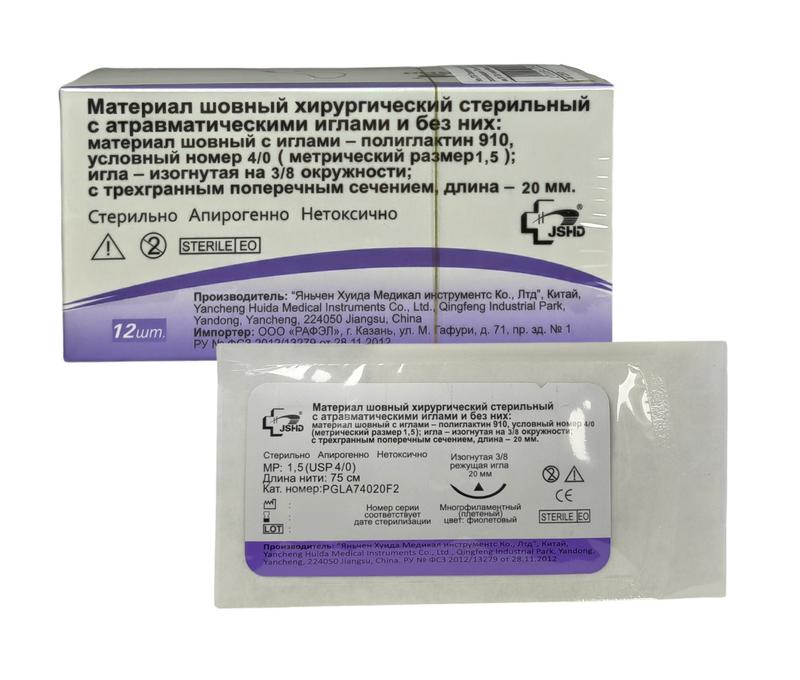 Материал шовный хирургический стерильный
с атравматическими иглами и без них:
материал шовный с иглами – полиглактин 910,
условный номер 4/0 ( метрический размер1,5 );
игла – изогнутая на 3/8 окружности;
с трехгранным поперечным сечением, длина – 20 мм.
Стерильно Апирогенно Нетоксично
JSHD
2
STERILE EO
Производитель: "Яньчен Хуида Медикал инструментс Ко., Лтд", Китай,
Yancheng Huida Medical Instruments Co., Ltd., Qingfeng Industrial Park,
Yandong, Yancheng, 224050 Jiangsu, China
Импортер: ООО «РАФЭЛ», г. Казань, ул. М. Гафури, д. 71, пр. зд. № 1
РУ № ФСЗ 2012/13279 от 28.11.2012
12шт.
JSHD
Материал шовный хирургический стерильный
с атравматическими иглами и без них:
материал шовный с иглами – полиглактин 910, условный номер 4/0
(метрический размер 1,5); игла – изогнутая на 3/8 окружности;
с трехгранным поперечным сечением, длина – 20 мм.
Стерильно Апирогенно Нетоксично
МР: 1,5 (USP 4/0)
Длина нити: 75 см
Кат. номер:PGLA74020F2
Изогнутая 3/8
режущая игла
20 мм
2
CE
STERILE EO
:
:
LOT :
Номер серии
соответствует
дате стерилизации
Многофиламентный
(плетеный)
цвет: фиолетовый
Производитель: "Яньчен Хуида Медикал инструментс Ко., Лтд", Китай,
Yancheng Huida Medical Instruments Co., Ltd., Qingfeng Industrial Park, Yandong,
Yancheng, 224050 Jiangsu, China. РУ № ФСЗ 2012/13279 от 28.11.2012